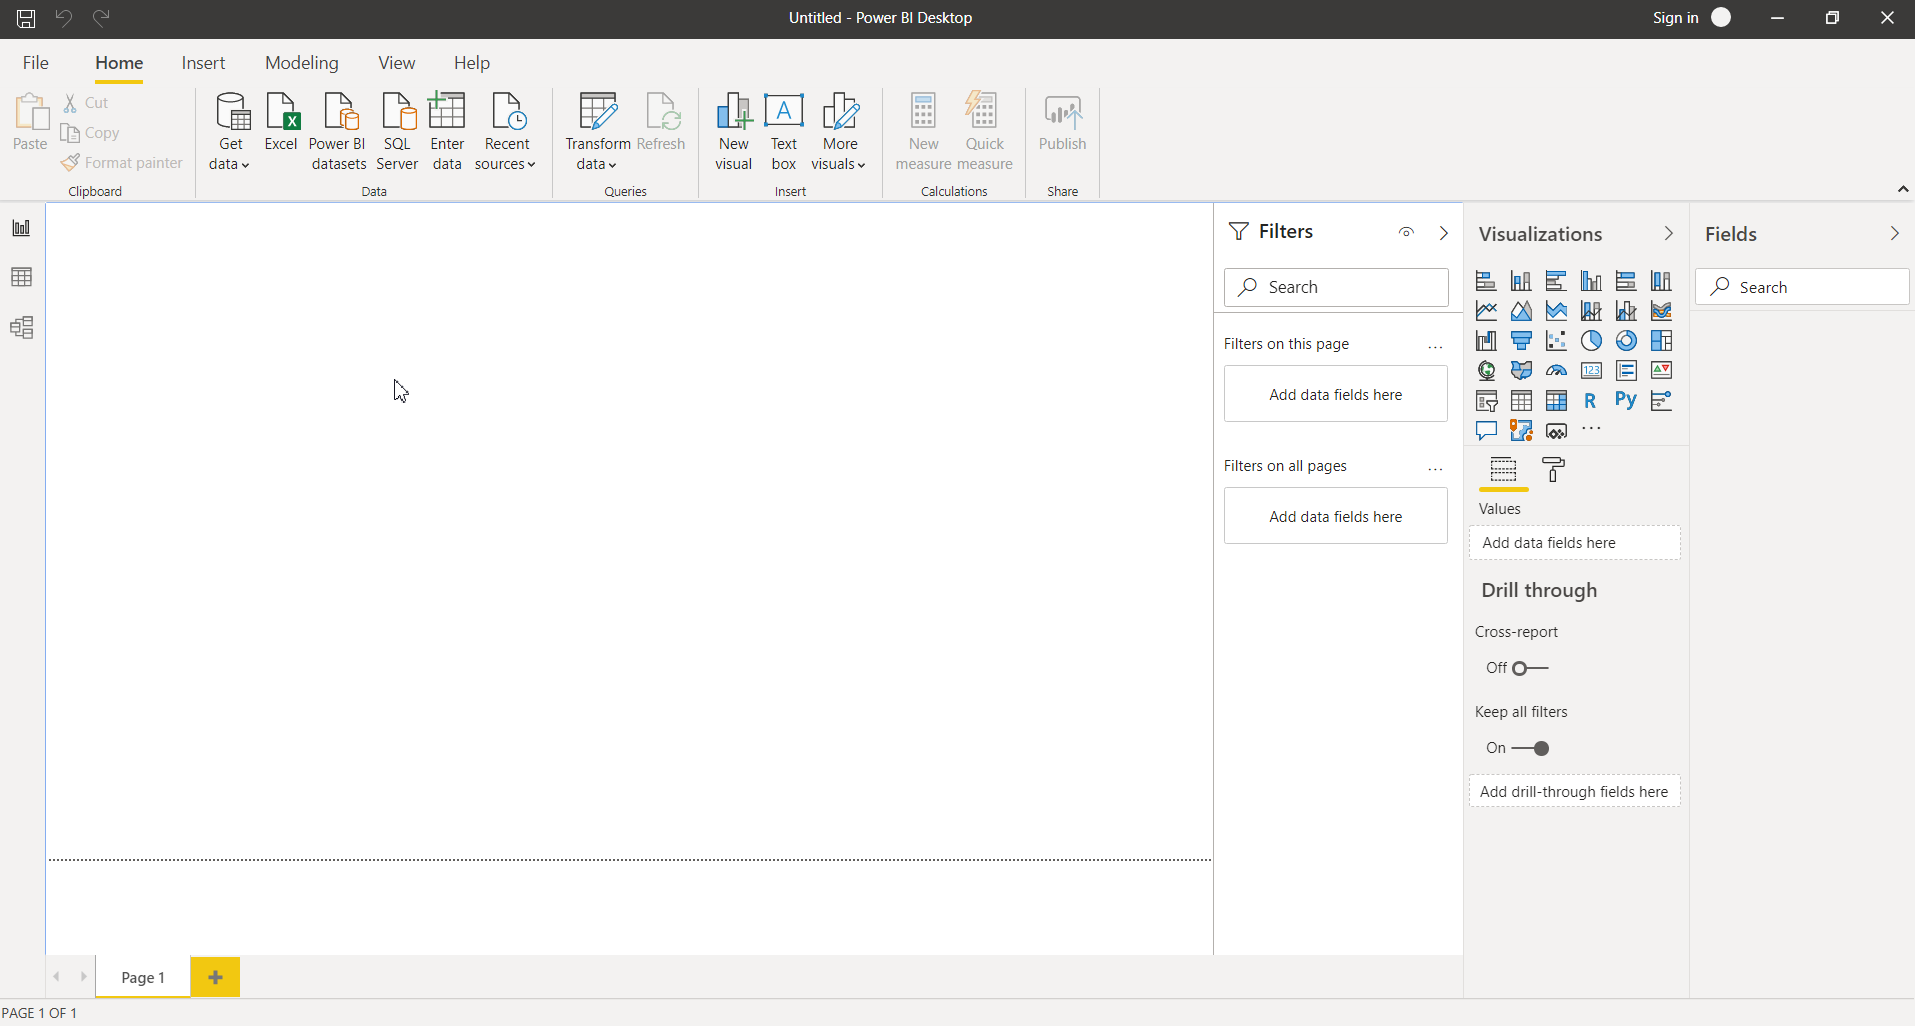 Untitled - Power BI Desktop
Sign in
File Home Insert Modeling View Help
Paste
Cut
Copy
Format painter
Clipboard
Get
data
Excel
Power BI
datasets
SQL
Server
Enter
data
Recent
sources
Data
Transform
data
Refresh
Queries
New
visual
Text
box
More
visuals
Insert
New
measure
Quick
measure
Calculations
Publish
Share
Filters
Search
Filters on this page
...
Add data fields here
Filters on all pages
...
Add data fields here
Visualizations
123
R
Py
...
Values
Add data fields here
Drill through
Cross-report
Off
Keep all filters
On
Add drill-through fields here
Fields
Search
Page 1
PAGE 1 OF 1